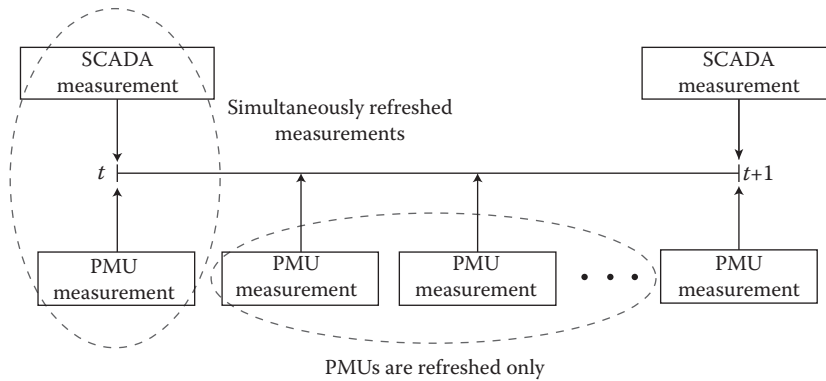 SCADA
measurement
SCADA
measurement
Simultaneously refreshed
measurements
t
t+1
PMU
measurement
PMU
measurement
PMU
measurement
PMU
measurement
PMUs are refreshed only